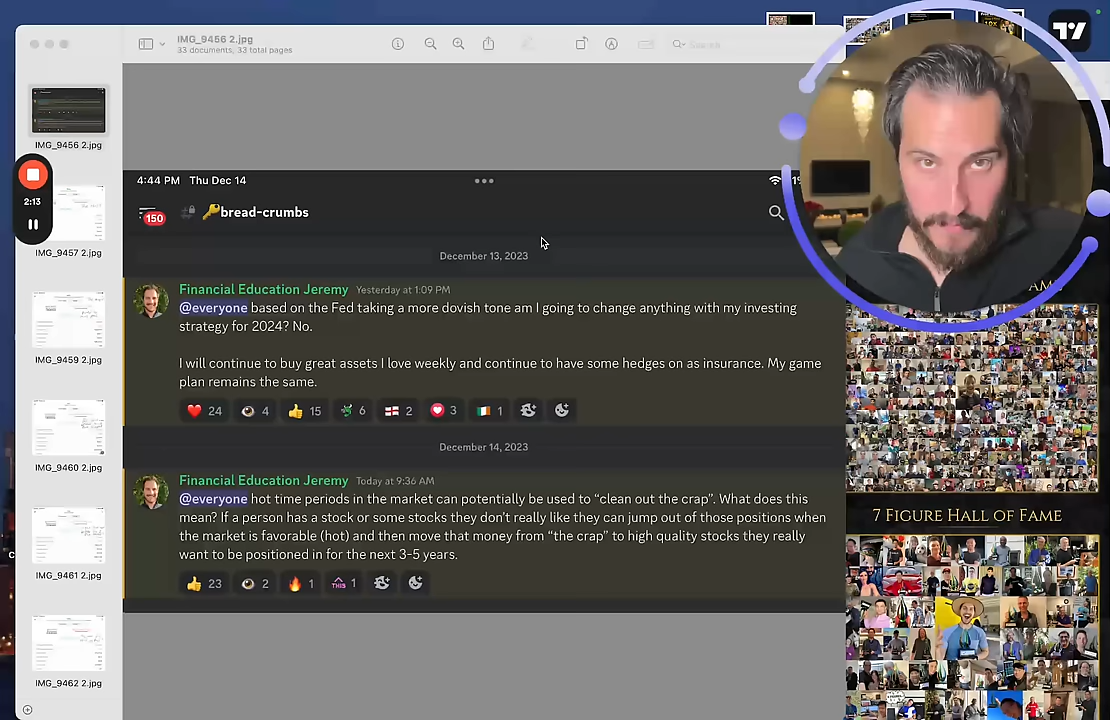 IMG_9456 2.jpg
33 documents, 33 total pages
Search
IMG_9456 2.jpg
2:13
IMG_9457 2.jpg
IMG_9459 2.jpg
IMG_9460 2.jpg
IMG_9461 2.jpg
IMG_9462 2.jpg
4:44 PM Thu Dec 14
150
bread-crumbs
December 13, 2023
Financial Education Jeremy Yesterday at 1:09 PM
@everyone based on the Fed taking a more dovish tone am I going to change anything with my investing
strategy for 2024? No.
I will continue to buy great assets I love weekly and continue to have some hedges on as insurance. My game
plan remains the same.
24 4 15 6 2 3 1
December 14, 2023
Financial Education Jeremy Today at 9:36 AM
@everyone hot time periods in the market can potentially be used to “clean out the crap”. What does this
mean? If a person has a stock or some stocks they don’t really like they can jump out of those positions when
the market is favorable (hot) and then move that money from “the crap” to high quality stocks they really
want to be positioned in for the next 3-5 years.
23 2 1 THIS 1
7 FIGURE HALL OF FAME